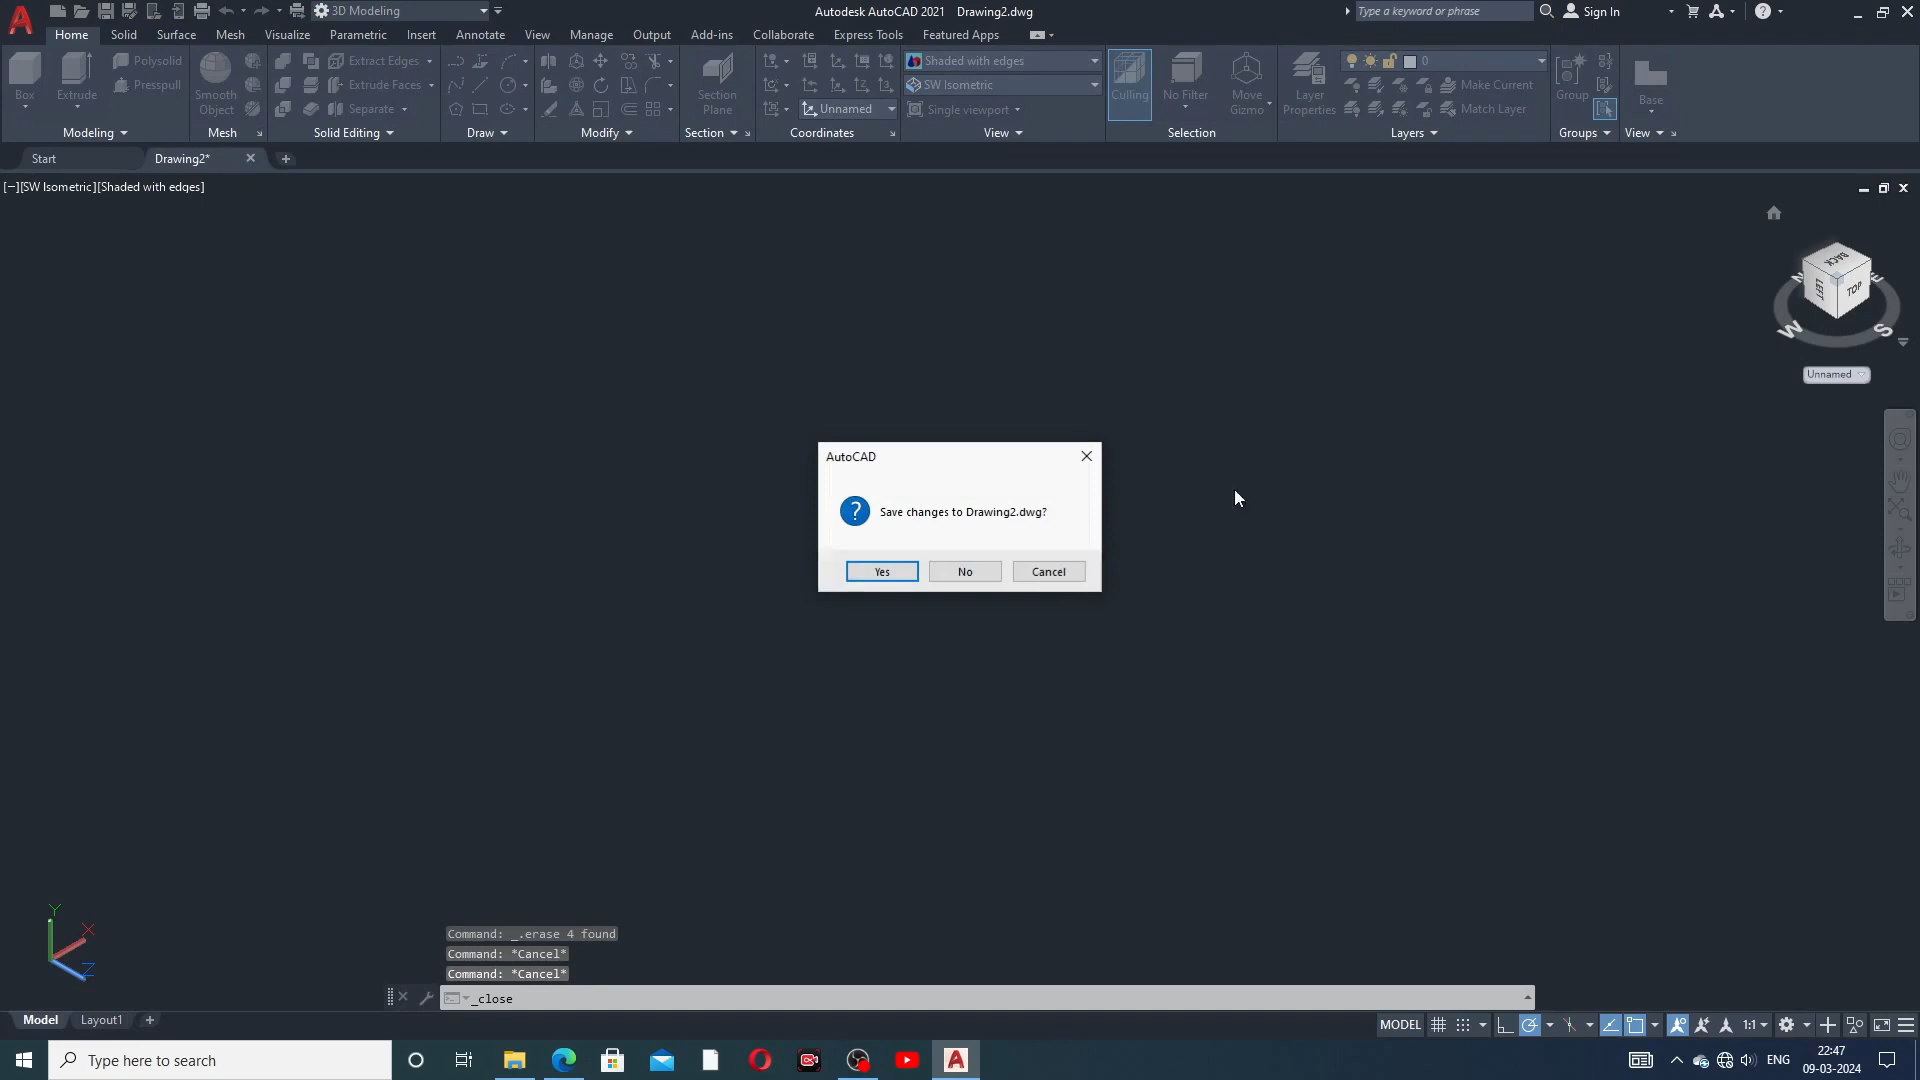 3D Modeling
Autodesk AutoCAD 2021 Drawing2.dwg
Type a keyword or phrase
Sign In
Home Solid Surface Mesh Visualize Parametric Insert Annotate View Manage Output Add-ins Collaborate Express Tools Featured Apps
Box
Extrude
Polysolid
Presspull
Modeling
Smooth
Object
Mesh
Extract Edges
Extrude Faces
Separate
Solid Editing
Draw
Modify
Section
Plane
Section
Unnamed
Coordinates
Shaded with edges
SW Isometric
Single viewport
View
Culling
No Filter
Move
Gizmo
Selection
Layer
Properties
0
Make Current
Match Layer
Layers
Group
Groups
Base
View
Start
Drawing2*
[−][SW Isometric][Shaded with edges]
N
E
W
S
BACK
LEFT
TOP
Unnamed
AutoCAD
Save changes to Drawing2.dwg?
Yes
No
Cancel
Y
X
Z
Command: _.erase 4 found
Command: *Cancel*
Command: *Cancel*
_close
Model
Layout1
MODEL
1:1
Type here to search
ENG
22:47
09-03-2024